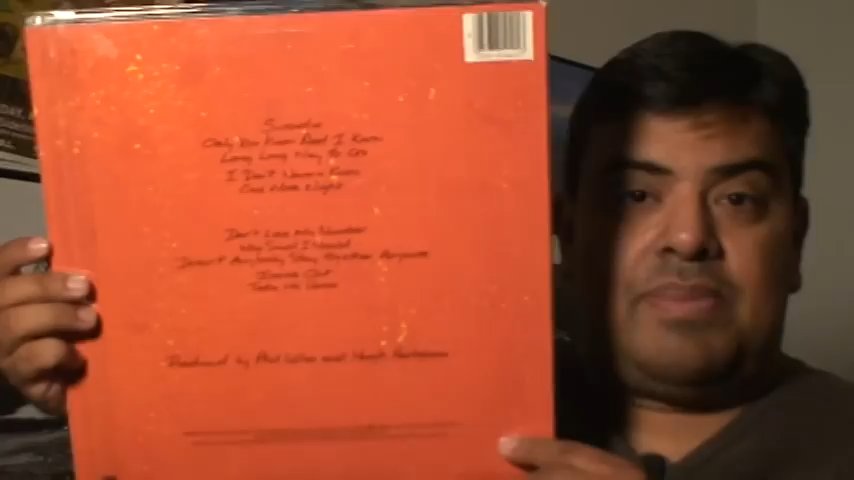 Sussudio
Only You Know And I Know
Long Long Way To Go
I Don't Wanna Know
One More Night
Don't Lose My Number
Who Said I Would
Doesn't Anybody Stay Together Anymore
Inside Out
Take Me Home
Produced by Phil Collins and Hugh Padgham